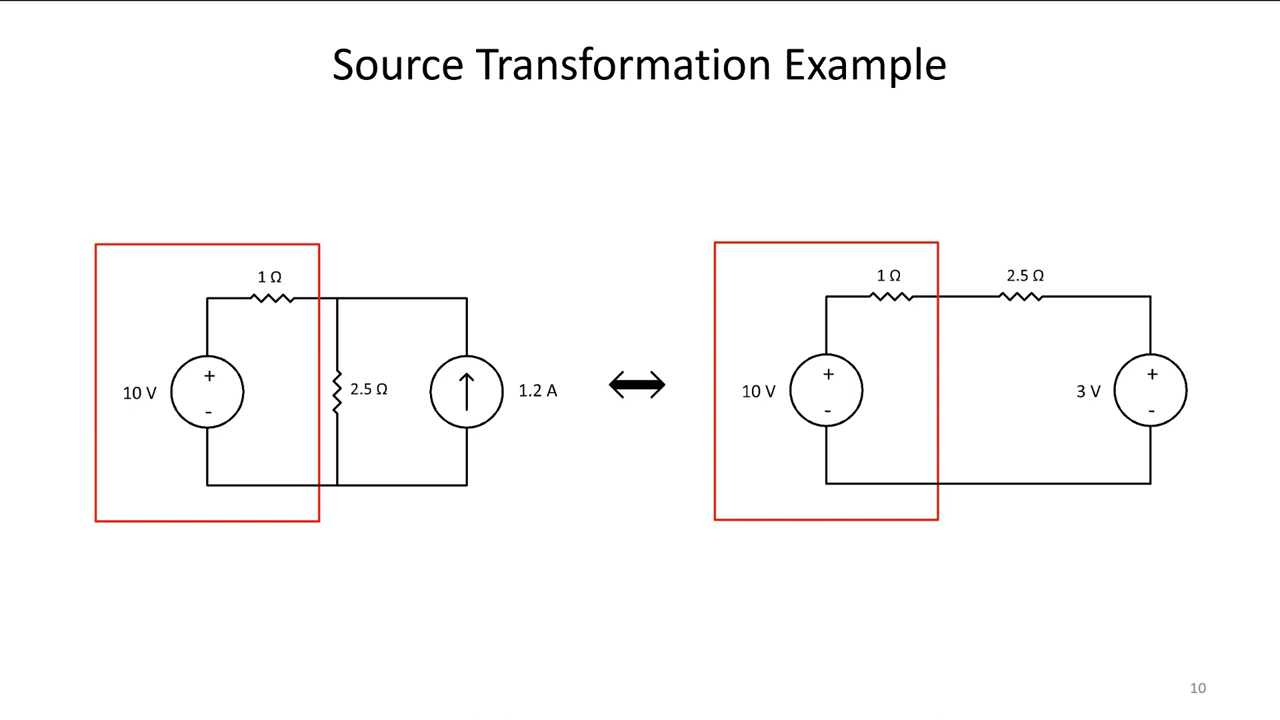 Source Transformation Example
1 Ω
10 V
+
-
2.5 Ω
1.2 A
1 Ω
2.5 Ω
10 V
+
-
3 V
+
-
10